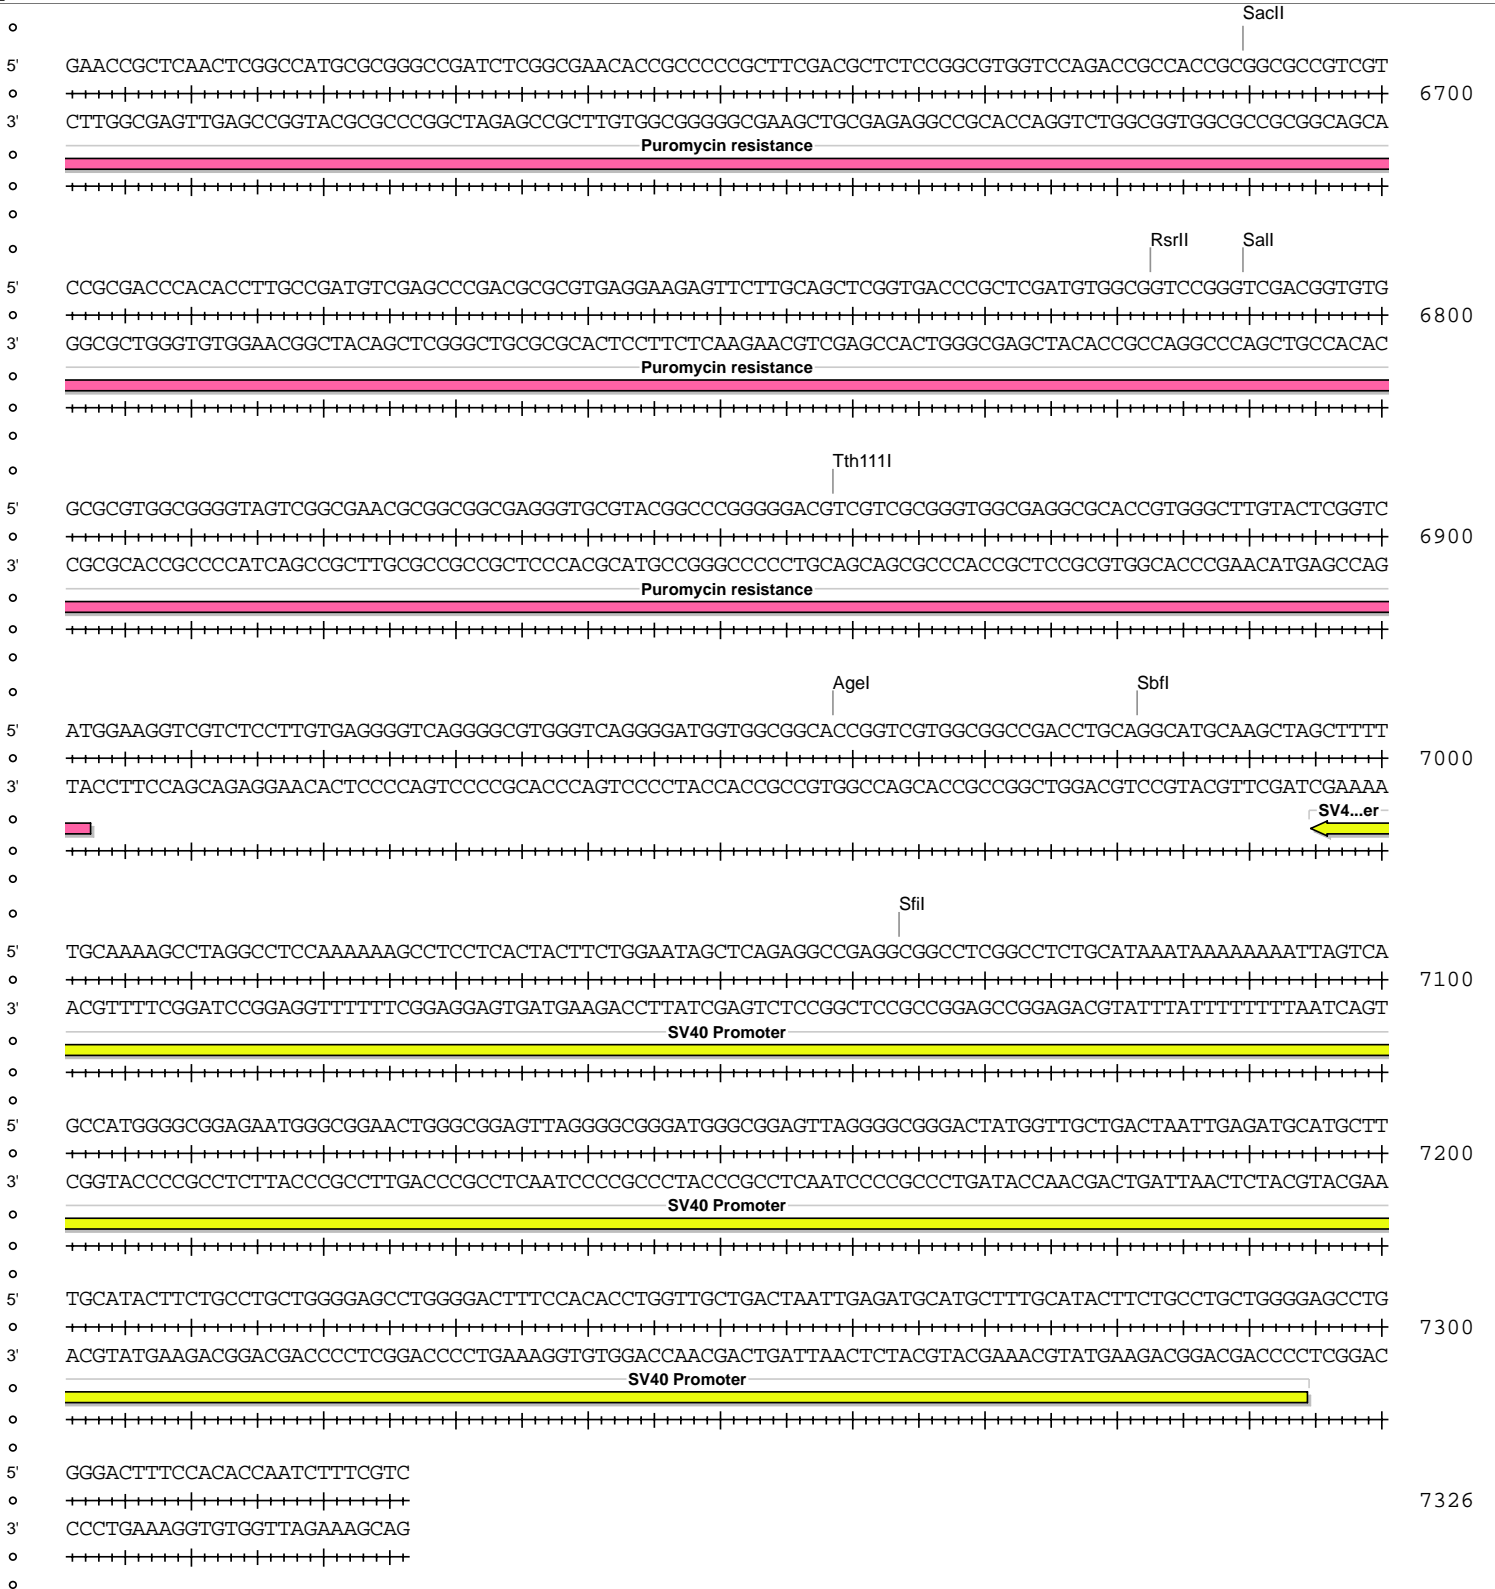 SacII
5' GAACCGCTCAACTCGGCCATGCGCGGGCCGATCTCGGCGAACACCGCCCCCGCTTCGACGCTCTCCGGCGTGGTCCAGACCGCCACCGCGGCGCCGTCGT
6700
3' CTTGGCGAGTTGAGCCGGTACGCGCCCGGCTAGAGCCGCTTGTGGCGGGGGCGAAGCTGCGAGAGGCCGCACCAGGTCTGGCGGTGGCGCCGCGGCAGCA
Puromycin resistance
RsrII SalI
5' CCGCGACCCACACCTTGCCGATGTCGAGCCCGACGCGCGTGAGGAAGAGTTCTTGCAGCTCGGTGACCCGCTCGATGTGGCGGTCCGGGTCGACGGTGTG
6800
3' GGCGCTGGGTGTGGAACGGCTACAGCTCGGGCTGCGCGCACTCCTTCTCAAGAACGTCGAGCCACTGGGCGAGCTACACCGCCAGGCCCAGCTGCCACAC
Puromycin resistance
Tth111I
5' GCGCGTGGCGGGGTAGTCGGCGAACGCGGCGGCGAGGGTGCGTACGGCCCGGGGGACGTCGTCGCGGGTGGCGAGGCGCACCGTGGGCTTGTACTCGGTC
6900
3' CGCGCACCGCCCCATCAGCCGCTTGCGCCGCCGCTCCCACGCATGCCGGGCCCCCTGCAGCAGCGCCCACCGCTCCGCGTGGCACCCGAACATGAGCCAG
Puromycin resistance
AgeI SbfI
5' ATGGAAGGTCGTCTCCTTGTGAGGGGTCAGGGGCGTGGGTCAGGGGATGGTGGCGGCACCGGTCGTGGCGGCCGACCTGCAGGCATGCAAGCTAGCTTTT
7000
3' TACCTTCCAGCAGAGGAACACTCCCCAGTCCCCGCACCCAGTCCCCTACCACCGCCGTGGCCAGCACCGCCGGCTGGACGTCCGTACGTTCGATCGAAAA
SV4...er
SfiI
5' TGCAAAAGCCTAGGCCTCCAAAAAAGCCTCCTCACTACTTCTGGAATAGCTCAGAGGCCGAGGCGGCCTCGGCCTCTGCATAAATAAAAAAAATTAGTCA
7100
3' ACGTTTTCGGATCCGGAGGTTTTTTCGGAGGAGTGATGAAGACCTTATCGAGTCTCCGGCTCCGCCGGAGCCGGAGACGTATTTATTTTTTTTAATCAGT
SV40 Promoter
5' GCCATGGGGCGGAGAATGGGCGGAACTGGGCGGAGTTAGGGGCGGGATGGGCGGAGTTAGGGGCGGGACTATGGTTGCTGACTAATTGAGATGCATGCTT
7200
3' CGGTACCCCGCCTCTTACCCGCCTTGACCCGCCTCAATCCCCGCCCTACCCGCCTCAATCCCCGCCCTGATACCAACGACTGATTAACTCTACGTACGAA
SV40 Promoter
5' TGCATACTTCTGCCTGCTGGGGAGCCTGGGGACTTTCCACACCTGGTTGCTGACTAATTGAGATGCATGCTTTGCATACTTCTGCCTGCTGGGGAGCCTG
7300
3' ACGTATGAAGACGGACGACCCCTCGGACCCCTGAAAGGTGTGGACCAACGACTGATTAACTCTACGTACGAAACGTATGAAGACGGACGACCCCTCGGAC
SV40 Promoter
5' GGGACTTTCCACACCAATCTTTCGTC
7326
3' CCCTGAAAGGTGTGGTTAGAAAGCAG